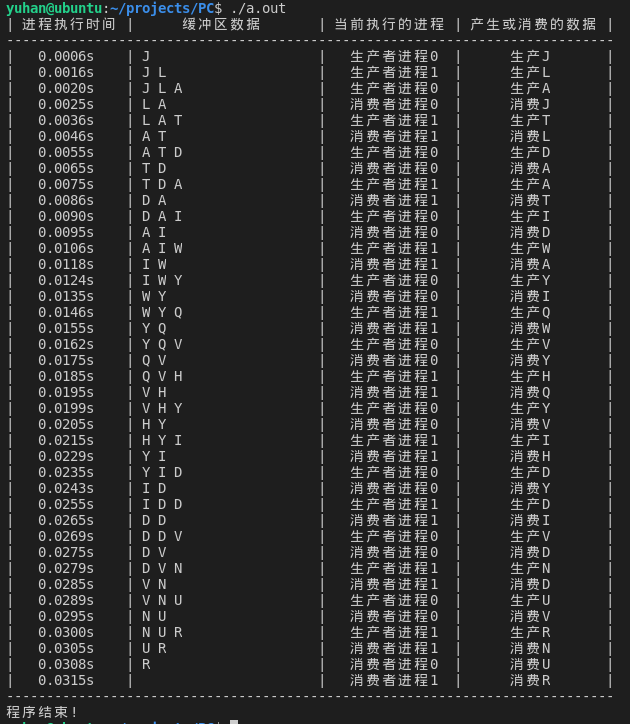 yuhan@ubuntu:~/projects/PC$ ./a.out
| 进程执行时间 | 缓冲区数据 | 当前执行的进程 | 产生或消费的数据 |
----------------------------------------------------------------------------
| 0.0006s | J | 生产者进程0 | 生产J |
| 0.0016s | J L | 生产者进程1 | 生产L |
| 0.0020s | J L A | 生产者进程0 | 生产A |
| 0.0025s | L A | 消费者进程0 | 消费J |
| 0.0036s | L A T | 生产者进程1 | 生产T |
| 0.0046s | A T | 消费者进程1 | 消费L |
| 0.0055s | A T D | 生产者进程0 | 生产D |
| 0.0065s | T D | 消费者进程0 | 消费A |
| 0.0075s | T D A | 生产者进程1 | 生产A |
| 0.0086s | D A | 消费者进程1 | 消费T |
| 0.0090s | D A I | 生产者进程0 | 生产I |
| 0.0095s | A I | 消费者进程0 | 消费D |
| 0.0106s | A I W | 生产者进程1 | 生产W |
| 0.0118s | I W | 消费者进程1 | 消费A |
| 0.0124s | I W Y | 生产者进程0 | 生产Y |
| 0.0135s | W Y | 消费者进程0 | 消费I |
| 0.0146s | W Y Q | 生产者进程1 | 生产Q |
| 0.0155s | Y Q | 消费者进程1 | 消费W |
| 0.0162s | Y Q V | 生产者进程0 | 生产V |
| 0.0175s | Q V | 消费者进程0 | 消费Y |
| 0.0185s | Q V H | 生产者进程1 | 生产H |
| 0.0195s | V H | 消费者进程1 | 消费Q |
| 0.0199s | V H Y | 生产者进程0 | 生产Y |
| 0.0205s | H Y | 消费者进程0 | 消费V |
| 0.0215s | H Y I | 生产者进程1 | 生产I |
| 0.0229s | Y I | 消费者进程1 | 消费H |
| 0.0235s | Y I D | 生产者进程0 | 生产D |
| 0.0243s | I D | 消费者进程0 | 消费Y |
| 0.0255s | I D D | 生产者进程1 | 生产D |
| 0.0265s | D D | 消费者进程1 | 消费I |
| 0.0269s | D D V | 生产者进程0 | 生产V |
| 0.0275s | D V | 消费者进程0 | 消费D |
| 0.0279s | D V N | 生产者进程1 | 生产N |
| 0.0285s | V N | 消费者进程1 | 消费D |
| 0.0289s | V N U | 生产者进程0 | 生产U |
| 0.0295s | N U | 消费者进程0 | 消费V |
| 0.0300s | N U R | 生产者进程1 | 生产R |
| 0.0305s | U R | 消费者进程1 | 消费N |
| 0.0308s | R | 消费者进程0 | 消费U |
| 0.0315s | | 消费者进程1 | 消费R |
----------------------------------------------------------------------------
程序结束!